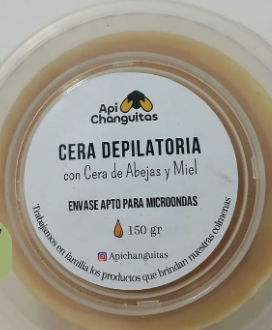 Api
Changuitas
CERA DEPILATORIA
con Cera de Abejas y Miel
ENVASE APTO PARA MICROONDAS
150 gr
Apichanguitas
Trabajamos en familia los productos que brindan nuestras colmenas